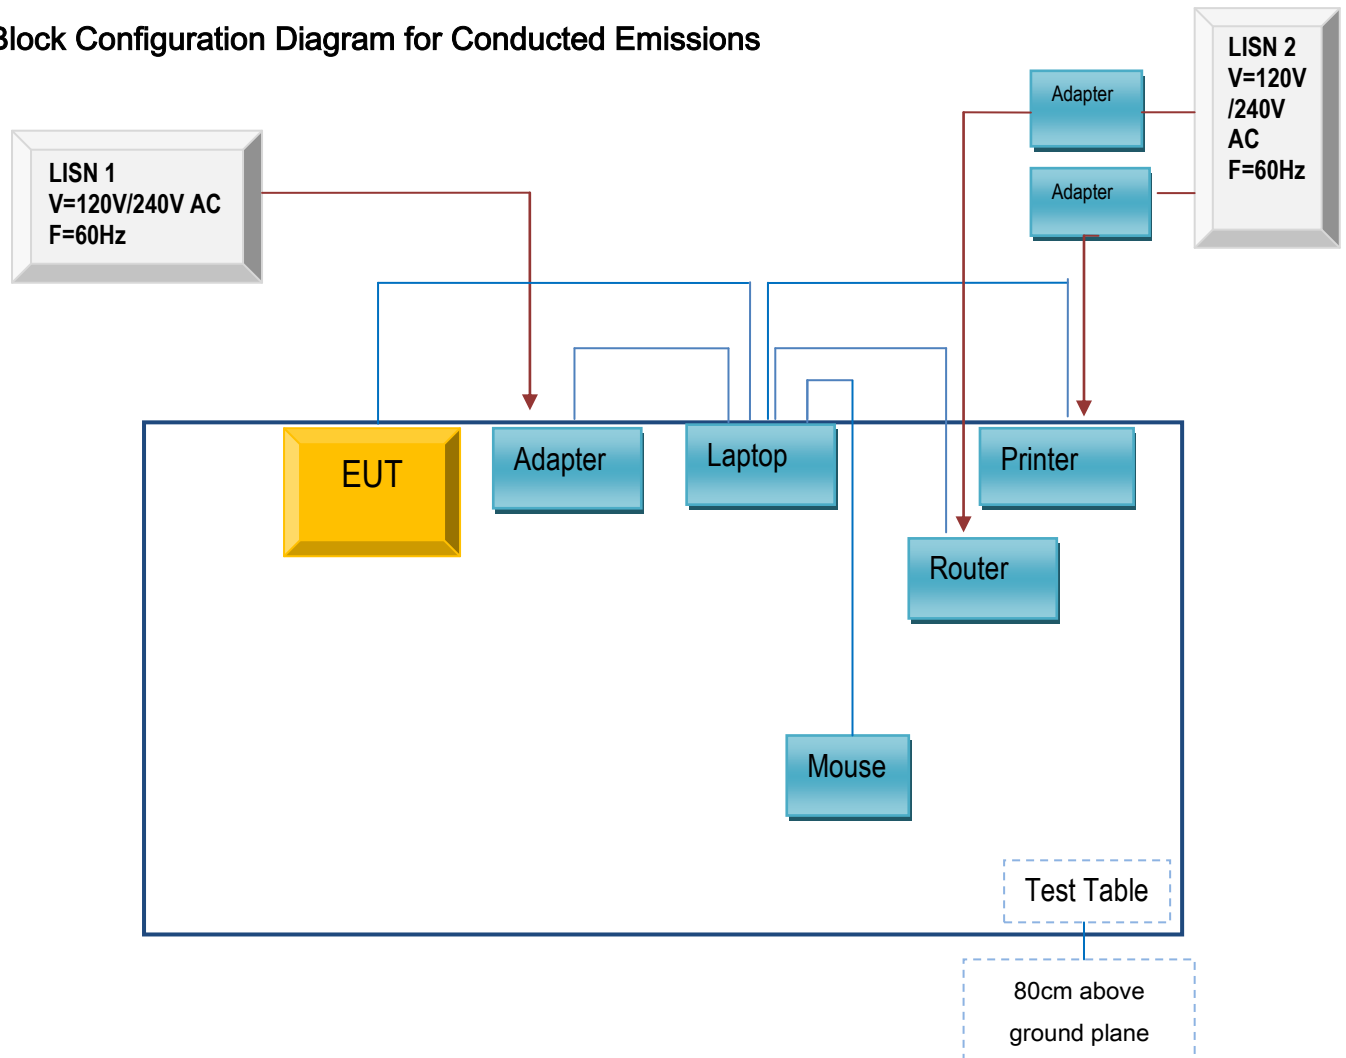 Block Configuration Diagram for Conducted Emissions
LISN 1
V=120V/240V AC
F=60Hz
LISN 2
V=120V
/240V
AC
F=60Hz
Adapter
Adapter
EUT
Adapter
Laptop
Printer
Router
Mouse
Test Table
80cm above
ground plane